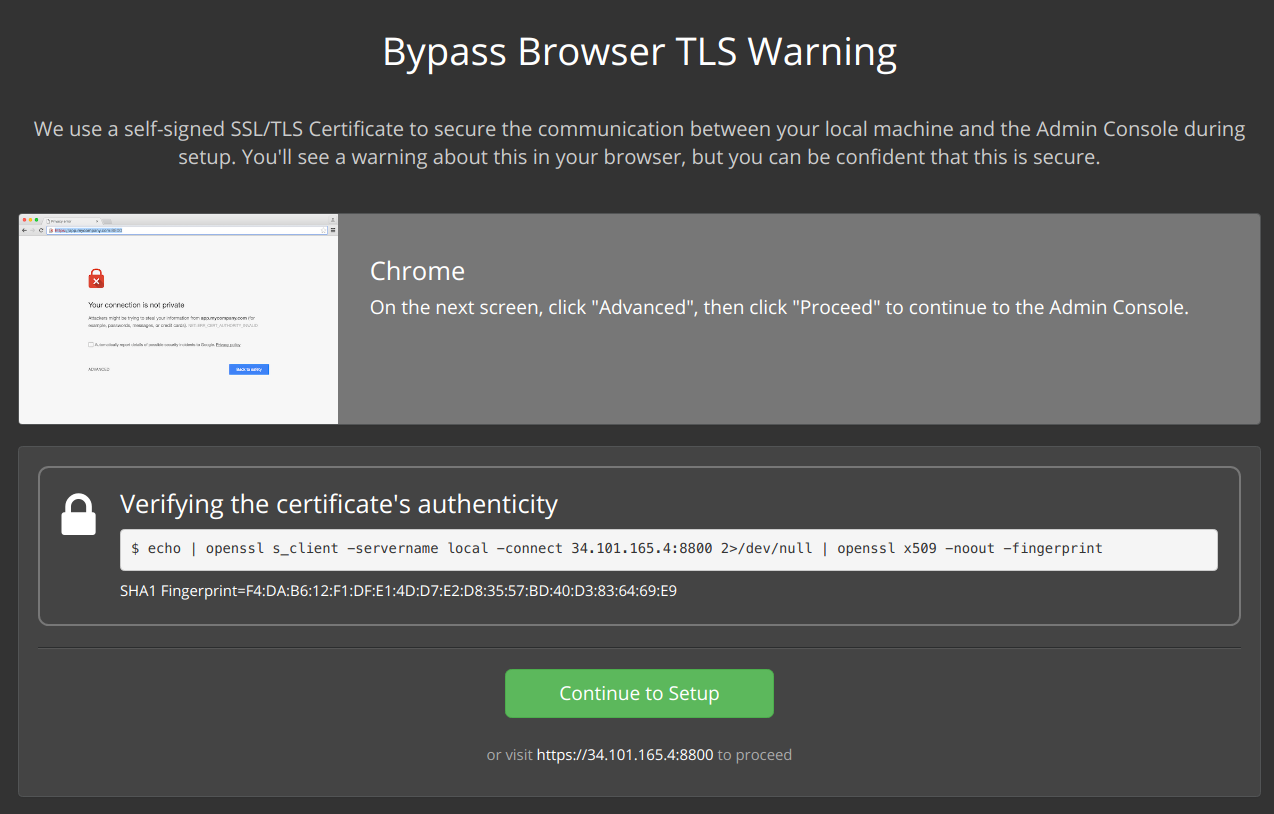 Bypass Browser TLS Warning
We use a self-signed SSL/TLS Certificate to secure the communication between your local machine and the Admin Console during
setup. You'll see a warning about this in your browser, but you can be confident that this is secure.
Your connection is not private
Attackers might be trying to steal your information from app.mycompany.com (for
example, passwords, messages, or credit cards). NET::ERR_CERT_AUTHORITY_INVALID
Automatically report details of possible security incidents to Google. Privacy policy
ADVANCED
Back to safety
Chrome
On the next screen, click "Advanced", then click "Proceed" to continue to the Admin Console.
Verifying the certificate's authenticity
$ echo | openssl s_client -servername local -connect 34.101.165.4:8800 2>/dev/null | openssl x509 -noout -fingerprint
SHA1 Fingerprint=F4:DA:B6:12:F1:DF:E1:4D:D7:E2:D8:35:57:BD:40:D3:83:64:69:E9
Continue to Setup
or visit https://34.101.165.4:8800 to proceed